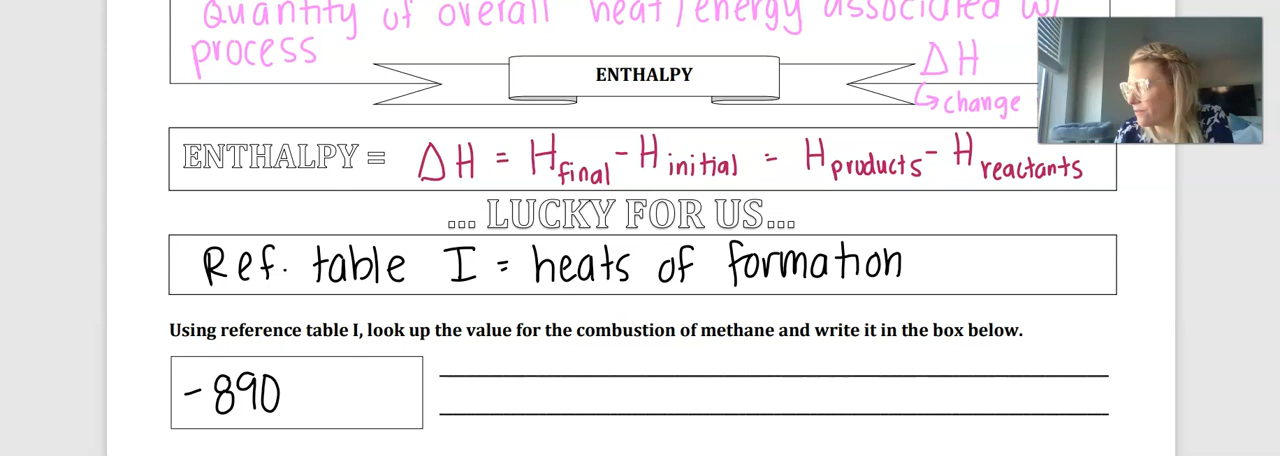 Quantity of overall heat/energy associated w/
process
ΔH
↳change
ENTHALPY
ENTHALPY = ΔH = H final - H initial = H products - H reactants
... LUCKY FOR US...
Ref. table I = heats of formation
Using reference table I, look up the value for the combustion of methane and write it in the box below.
-890